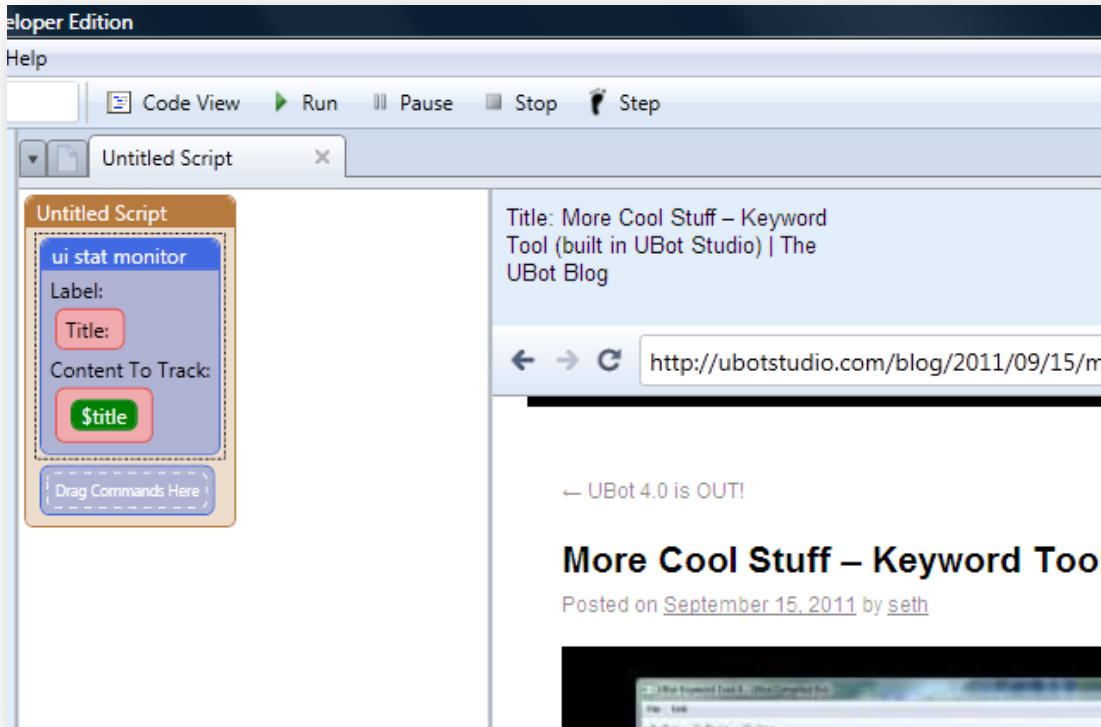 eloper Edition
Help
Code View Run Pause Stop Step
Untitled Script
Untitled Script
ui stat monitor
Label:
Title:
Content To Track:
$title
Drag Commands Here
Title: More Cool Stuff – Keyword
Tool (built in UBot Studio) | The
UBot Blog
http://ubotstudio.com/blog/2011/09/15/m
← UBot 4.0 is OUT!
More Cool Stuff – Keyword Tool
Posted on September 15, 2011 by seth